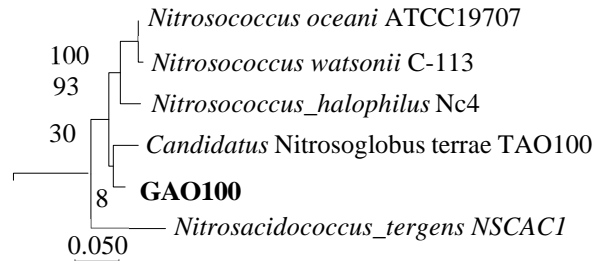 Nitrosococcus oceani ATCC19707
100
Nitrosococcus watsonii C-113
93
Nitrosococcus_halophilus Nc4
30
Candidatus Nitrosoglobus terrae TAO100
8
GAO100
Nitrosacidococcus_tergens NSCAC1
0.050